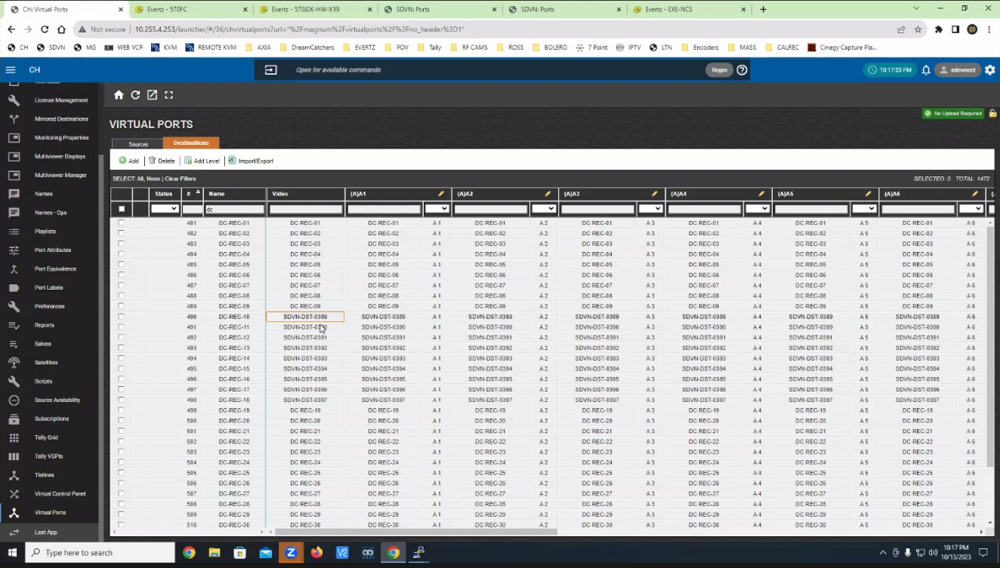 CH: Virtual Ports
Evertz - 570FC
Evertz - 570J2K-HW-X19
SDVN: Ports
SDVN: Ports
Evertz - EXE-NCS
Not secure | 10.255.4.253/launcher/#/36/chvirtualports?url="%2Fmagnum%2Fvirtualports%2F%3Fno_header%3D1"
CH SDVN MG WEB VCP KVM REMOTE KVM AXIA DreamCatchers EVERTZ POV Tally RF CAMS ROSS BOLERO 7 Point IPTV LTN Encoders MASS CALREC Cinegy Capture Pla...
CH
Open for available commands
Regex
10:17:23 PM
sdeweerd
License Management
Mirrored Destinations
Monitoring Properties
Multiviewer Displays
Multiviewer Manager
Names
Names - Ops
Playlists
Port Attributes
Port Equivalence
Port Labels
Preferences
Reports
Salvos
Satellites
Scripts
Source Availability
Subscriptions
Tally Grid
Tally VGPIs
Tielines
Virtual Control Panel
Virtual Ports
Last App
No Upload Required
VIRTUAL PORTS
Sources Destinations
Add Delete Add Level Import/Export
SELECT: All, None | Clear Filters
SELECTED: 0 TOTAL: 1472
Status # Name Video (A)A1 (A)A2 (A)A3 (A)A4 (A)A5 (A)A6
dc
481 DC-REC-01 DC REC-01 DC REC-01 A 1 DC REC-01 A 2 DC REC-01 A 3 DC REC-01 A 4 DC REC-01 A 5 DC REC-01 A 6
482 DC-REC-02 DC REC-02 DC REC-02 A 1 DC REC-02 A 2 DC REC-02 A 3 DC REC-02 A 4 DC REC-02 A 5 DC REC-02 A 6
483 DC-REC-03 DC REC-03 DC REC-03 A 1 DC REC-03 A 2 DC REC-03 A 3 DC REC-03 A 4 DC REC-03 A 5 DC REC-03 A 6
484 DC-REC-04 DC REC-04 DC REC-04 A 1 DC REC-04 A 2 DC REC-04 A 3 DC REC-04 A 4 DC REC-04 A 5 DC REC-04 A 6
485 DC-REC-05 DC REC-05 DC REC-05 A 1 DC REC-05 A 2 DC REC-05 A 3 DC REC-05 A 4 DC REC-05 A 5 DC REC-05 A 6
486 DC-REC-06 DC REC-06 DC REC-06 A 1 DC REC-06 A 2 DC REC-06 A 3 DC REC-06 A 4 DC REC-06 A 5 DC REC-06 A 6
487 DC-REC-07 DC REC-07 DC REC-07 A 1 DC REC-07 A 2 DC REC-07 A 3 DC REC-07 A 4 DC REC-07 A 5 DC REC-07 A 6
488 DC-REC-08 DC REC-08 DC REC-08 A 1 DC REC-08 A 2 DC REC-08 A 3 DC REC-08 A 4 DC REC-08 A 5 DC REC-08 A 6
489 DC-REC-09 DC REC-09 DC REC-09 A 1 DC REC-09 A 2 DC REC-09 A 3 DC REC-09 A 4 DC REC-09 A 5 DC REC-09 A 6
490 DC-REC-10 SDVN-DST-0389 SDVN-DST-0389 A 1 SDVN-DST-0389 A 2 SDVN-DST-0389 A 3 SDVN-DST-0389 A 4 SDVN-DST-0389 A 5 SDVN-DST-0389 A 6
491 DC-REC-11 SDVN-DST-0390 SDVN-DST-0390 A 1 SDVN-DST-0390 A 2 SDVN-DST-0390 A 3 SDVN-DST-0390 A 4 SDVN-DST-0390 A 5 SDVN-DST-0390 A 6
492 DC-REC-12 SDVN-DST-0391 SDVN-DST-0391 A 1 SDVN-DST-0391 A 2 SDVN-DST-0391 A 3 SDVN-DST-0391 A 4 SDVN-DST-0391 A 5 SDVN-DST-0391 A 6
493 DC-REC-13 SDVN-DST-0392 SDVN-DST-0392 A 1 SDVN-DST-0392 A 2 SDVN-DST-0392 A 3 SDVN-DST-0392 A 4 SDVN-DST-0392 A 5 SDVN-DST-0392 A 6
494 DC-REC-14 SDVN-DST-0393 SDVN-DST-0393 A 1 SDVN-DST-0393 A 2 SDVN-DST-0393 A 3 SDVN-DST-0393 A 4 SDVN-DST-0393 A 5 SDVN-DST-0393 A 6
495 DC-REC-15 SDVN-DST-0394 SDVN-DST-0394 A 1 SDVN-DST-0394 A 2 SDVN-DST-0394 A 3 SDVN-DST-0394 A 4 SDVN-DST-0394 A 5 SDVN-DST-0394 A 6
496 DC-REC-16 SDVN-DST-0395 SDVN-DST-0395 A 1 SDVN-DST-0395 A 2 SDVN-DST-0395 A 3 SDVN-DST-0395 A 4 SDVN-DST-0395 A 5 SDVN-DST-0395 A 6
497 DC-REC-17 SDVN-DST-0396 SDVN-DST-0396 A 1 SDVN-DST-0396 A 2 SDVN-DST-0396 A 3 SDVN-DST-0396 A 4 SDVN-DST-0396 A 5 SDVN-DST-0396 A 6
498 DC-REC-18 SDVN-DST-0397 SDVN-DST-0397 A 1 SDVN-DST-0397 A 2 SDVN-DST-0397 A 3 SDVN-DST-0397 A 4 SDVN-DST-0397 A 5 SDVN-DST-0397 A 6
499 DC-REC-19 DC REC-19 DC REC-19 A 1 DC REC-19 A 2 DC REC-19 A 3 DC REC-19 A 4 DC REC-19 A 5 DC REC-19 A 6
500 DC-REC-20 DC REC-20 DC REC-20 A 1 DC REC-20 A 2 DC REC-20 A 3 DC REC-20 A 4 DC REC-20 A 5 DC REC-20 A 6
501 DC-REC-21 DC REC-21 DC REC-21 A 1 DC REC-21 A 2 DC REC-21 A 3 DC REC-21 A 4 DC REC-21 A 5 DC REC-21 A 6
502 DC-REC-22 DC REC-22 DC REC-22 A 1 DC REC-22 A 2 DC REC-22 A 3 DC REC-22 A 4 DC REC-22 A 5 DC REC-22 A 6
503 DC-REC-23 DC REC-23 DC REC-23 A 1 DC REC-23 A 2 DC REC-23 A 3 DC REC-23 A 4 DC REC-23 A 5 DC REC-23 A 6
504 DC-REC-24 DC REC-24 DC REC-24 A 1 DC REC-24 A 2 DC REC-24 A 3 DC REC-24 A 4 DC REC-24 A 5 DC REC-24 A 6
505 DC-REC-25 DC REC-25 DC REC-25 A 1 DC REC-25 A 2 DC REC-25 A 3 DC REC-25 A 4 DC REC-25 A 5 DC REC-25 A 6
506 DC-REC-26 DC REC-26 DC REC-26 A 1 DC REC-26 A 2 DC REC-26 A 3 DC REC-26 A 4 DC REC-26 A 5 DC REC-26 A 6
507 DC-REC-27 DC REC-27 DC REC-27 A 1 DC REC-27 A 2 DC REC-27 A 3 DC REC-27 A 4 DC REC-27 A 5 DC REC-27 A 6
508 DC-REC-28 DC REC-28 DC REC-28 A 1 DC REC-28 A 2 DC REC-28 A 3 DC REC-28 A 4 DC REC-28 A 5 DC REC-28 A 6
509 DC-REC-29 DC REC-29 DC REC-29 A 1 DC REC-29 A 2 DC REC-29 A 3 DC REC-29 A 4 DC REC-29 A 5 DC REC-29 A 6
510 DC-REC-30 DC REC-30 DC REC-30 A 1 DC REC-30 A 2 DC REC-30 A 3 DC REC-30 A 4 DC REC-30 A 5 DC REC-30 A 6
Type here to search
10:17 PM
10/13/2023